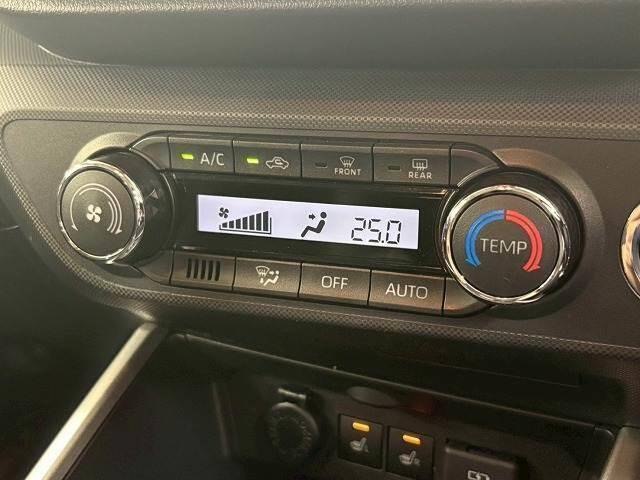 A/C
FRONT
REAR
25.0
TEMP
OFF
AUTO